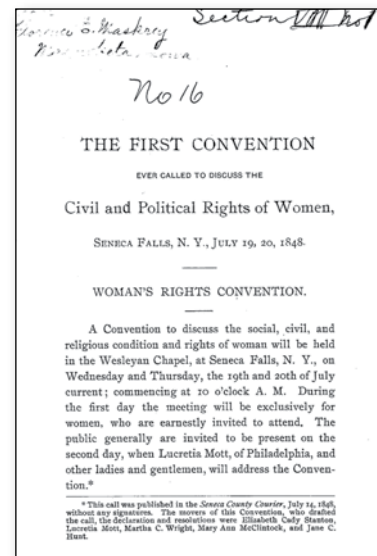 Section VIII No1
Florence L. Maskrey
Iowa
No 16
THE FIRST CONVENTION
EVER CALLED TO DISCUSS THE
Civil and Political Rights of Women,
SENECA FALLS, N. Y., JULY 19, 20, 1848.
WOMAN'S RIGHTS CONVENTION.
A Convention to discuss the social, civil, and
religious condition and rights of woman will be held
in the Wesleyan Chapel, at Seneca Falls, N. Y., on
Wednesday and Thursday, the 19th and 20th of July
current; commencing at 10 o'clock A. M. During
the first day the meeting will be exclusively for
women, who are earnestly invited to attend. The
public generally are invited to be present on the
second day, when Lucretia Mott, of Philadelphia, and
other ladies and gentlemen, will address the Conven-
tion.*
* This call was published in the Seneca County Courier, July 14, 1848,
without any signatures. The movers of this Convention, who drafted
the call, the declaration and resolutions were Elizabeth Cady Stanton,
Lucretia Mott, Martha C. Wright, Mary Ann McClintock, and Jane C.
Hunt.